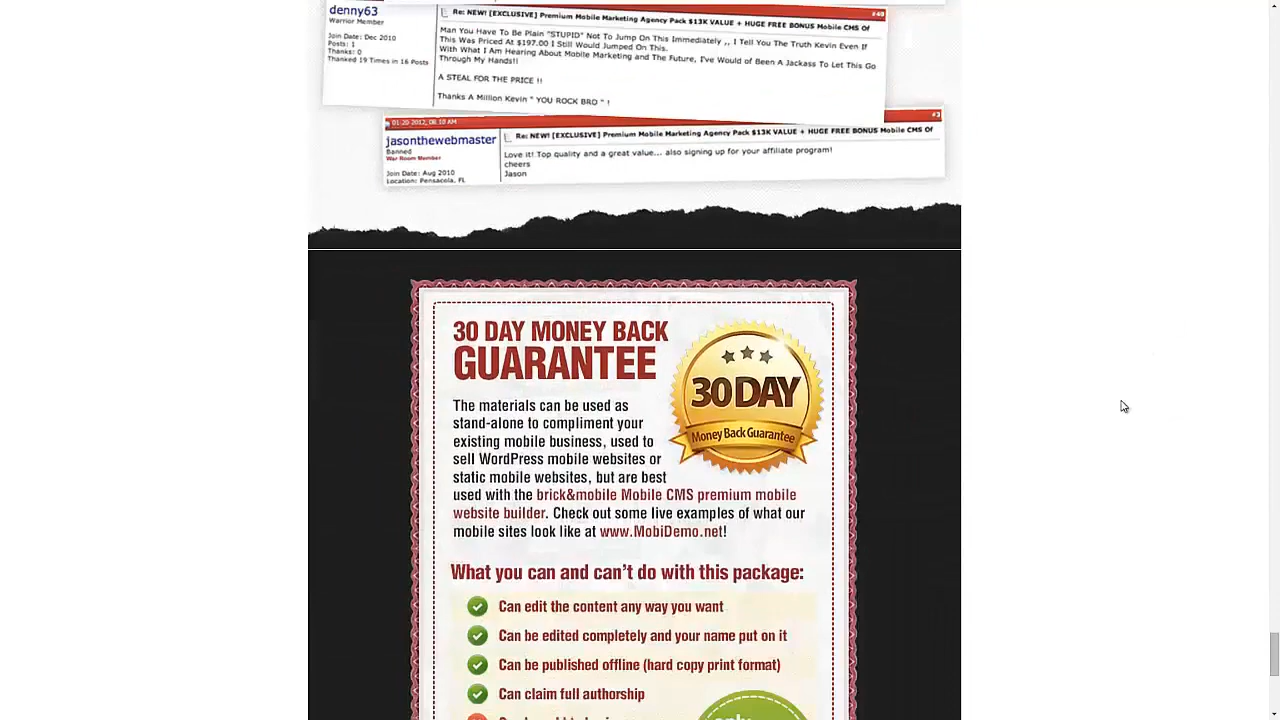 denny63
Warrior Member
Join Date: Dec 2010
Posts: 1
Thanks: 0
Thanked 19 Times in 16 Posts
#40
Re: NEW! [EXCLUSIVE] Premium Mobile Marketing Agency Pack $13K VALUE + HUGE FREE BONUS Mobile CMS Of
Man You Have To Be Plain "STUPID" Not To Jump On This Immediately ,, I Tell You The Truth Kevin Even If
This Was Priced At $197.00 I Still Would Jumped On This.
With What I Am Hearing About Mobile Marketing and The Future, I've Would of Been A Jackass To Let This Go
Through My Hands!!
A STEAL FOR THE PRICE !!
Thanks A Million Kevin " YOU ROCK BRO " !
01-20-2012, 08:10 AM
#3
jasonthewebmaster
Banned
War Room Member
Join Date: Aug 2010
Location: Pensacola, FL
Re: NEW! [EXCLUSIVE] Premium Mobile Marketing Agency Pack $13K VALUE + HUGE FREE BONUS Mobile CMS Of
Love it! Top quality and a great value... also signing up for your affiliate program!
cheers
Jason
30 DAY MONEY BACK
GUARANTEE
30 DAY
Money Back Guarantee
The materials can be used as
stand-alone to compliment your
existing mobile business, used to
sell WordPress mobile websites or
static mobile websites, but are best
used with the brick&mobile Mobile CMS premium mobile
website builder. Check out some live examples of what our
mobile sites look like at www.MobiDemo.net!
What you can and can't do with this package:
Can edit the content any way you want
Can be edited completely and your name put on it
Can be published offline (hard copy print format)
Can claim full authorship
only